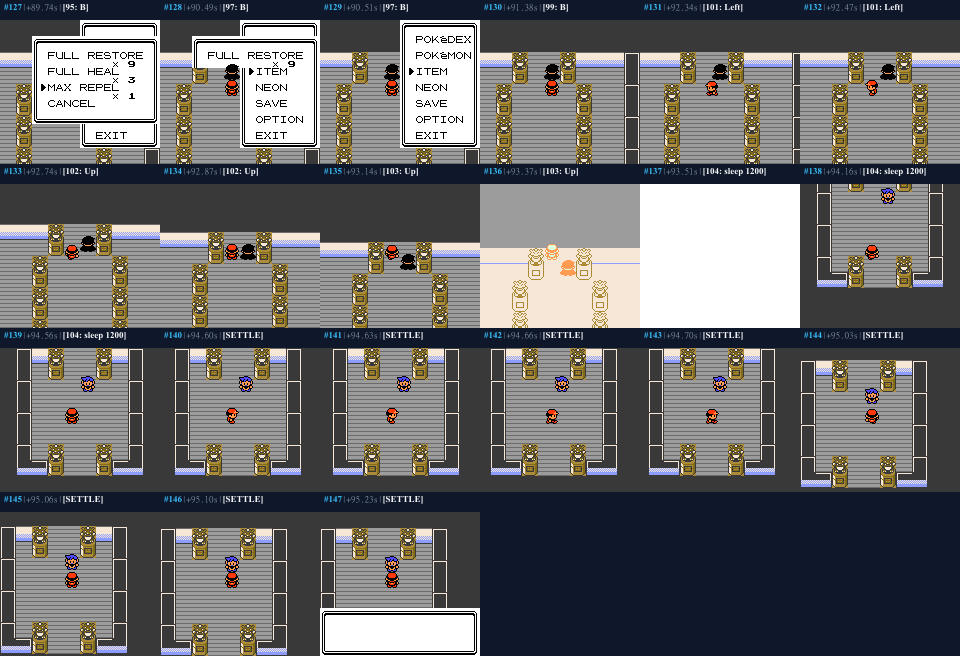 #127|+89.74s|[95: B]
#128|+90.49s|[97: B]
#129|+90.51s|[97: B]
#130|+91.38s|[99: B]
#131|+92.34s|[101: Left]
#132|+92.47s|[101: Left]
FULL RESTORE
x 9
FULL HEAL
x 3
MAX REPEL
x 1
CANCEL
EXIT
FULL RESTORE
x 9
ITEM
NEON
SAVE
OPTION
EXIT
POKéDEX
POKéMON
ITEM
NEON
SAVE
OPTION
EXIT
#133|+92.74s|[102: Up]
#134|+92.87s|[102: Up]
#135|+93.14s|[103: Up]
#136|+93.37s|[103: Up]
#137|+93.51s|[104: sleep 1200]
#138|+94.16s|[104: sleep 1200]
#139|+94.56s|[104: sleep 1200]
#140|+94.60s|[SETTLE]
#141|+94.63s|[SETTLE]
#142|+94.66s|[SETTLE]
#143|+94.70s|[SETTLE]
#144|+95.03s|[SETTLE]
#145|+95.06s|[SETTLE]
#146|+95.10s|[SETTLE]
#147|+95.23s|[SETTLE]